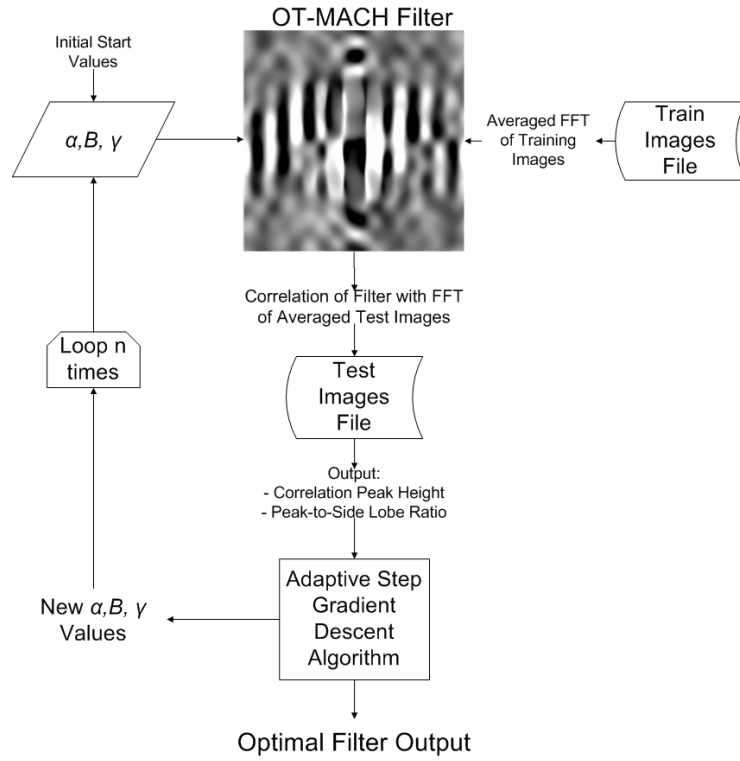 OT-MACH Filter
Initial Start
Values
α,B, γ
Averaged FFT
of Training
Images
Train
Images
File
Correlation of Filter with FFT
of Averaged Test Images
Loop n
times
Test
Images
File
Output:
- Correlation Peak Height
- Peak-to-Side Lobe Ratio
Adaptive Step
Gradient
Descent
Algorithm
New α,B, γ
Values
Optimal Filter Output